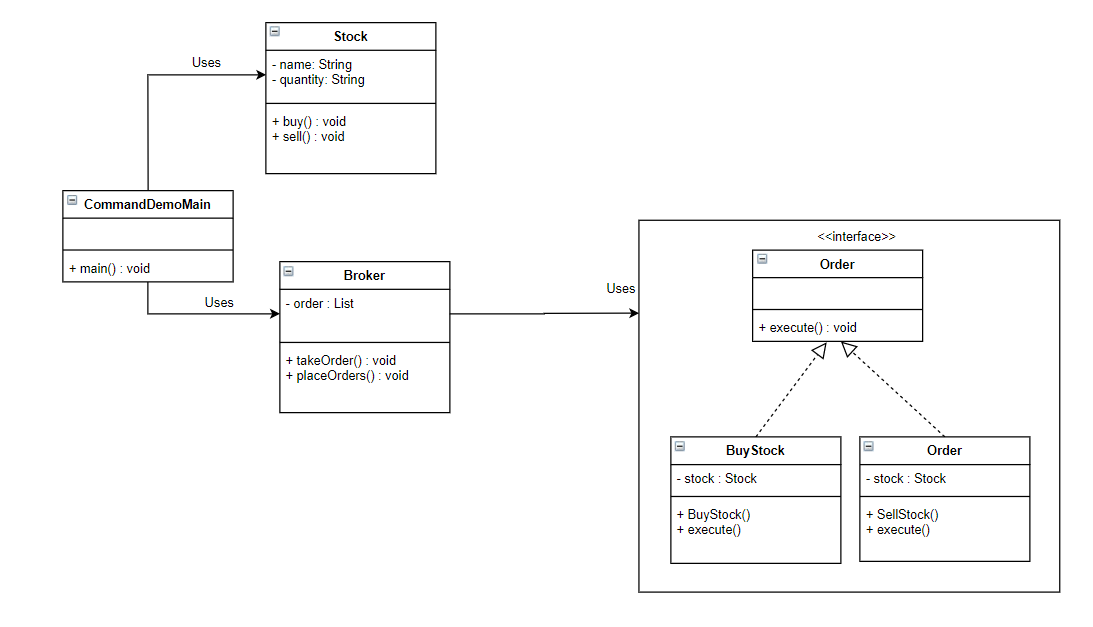 Stock
- name: String
- quantity: String
+ buy() : void
+ sell() : void
Uses
CommandDemoMain
+ main() : void
Uses
Broker
- order : List
+ takeOrder() : void
+ placeOrders() : void
Uses
<<interface>>
Order
+ execute() : void
BuyStock
- stock : Stock
+ BuyStock()
+ execute()
Order
- stock : Stock
+ SellStock()
+ execute()